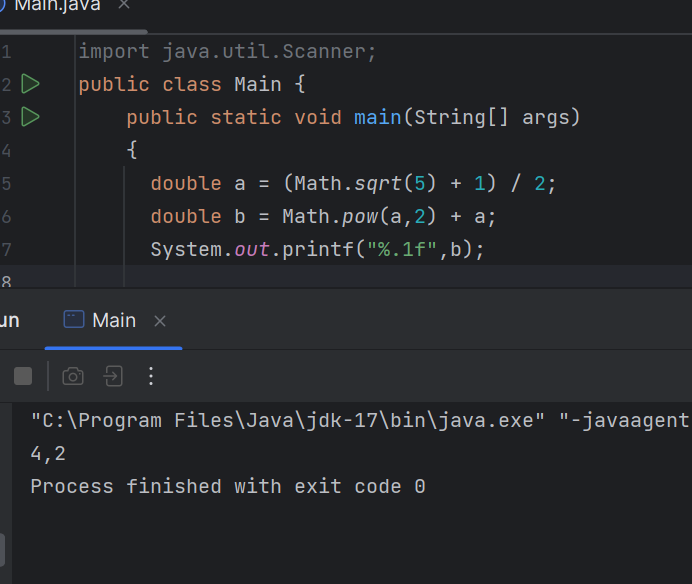 Main.java
1 import java.util.Scanner;
2 public class Main {
3 public static void main(String[] args)
4 {
5 double a = (Math.sqrt(5) + 1) / 2;
6 double b = Math.pow(a,2) + a;
7 System.out.printf("%.1f",b);
8
un Main
"C:\Program Files\Java\jdk-17\bin\java.exe" "-javaagent
4,2
Process finished with exit code 0